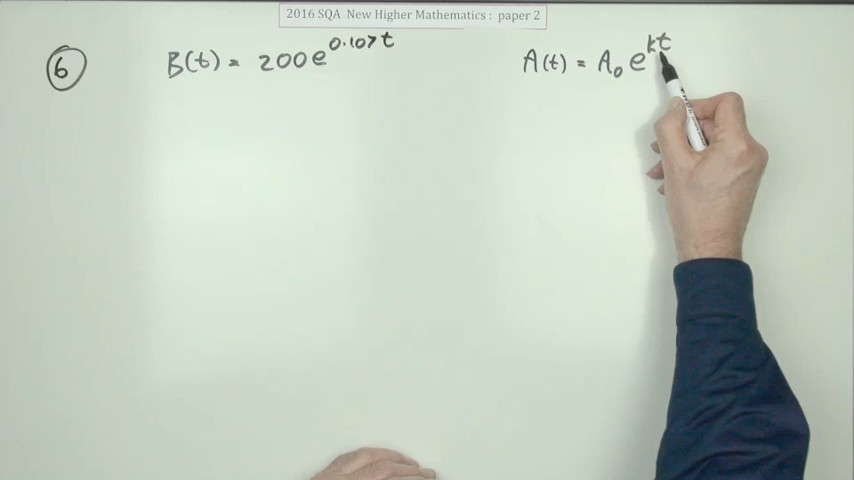 2016 SQA New Higher Mathematics : paper 2
6 B(t) = 200e^0.107t A(t) = A₀e^kt